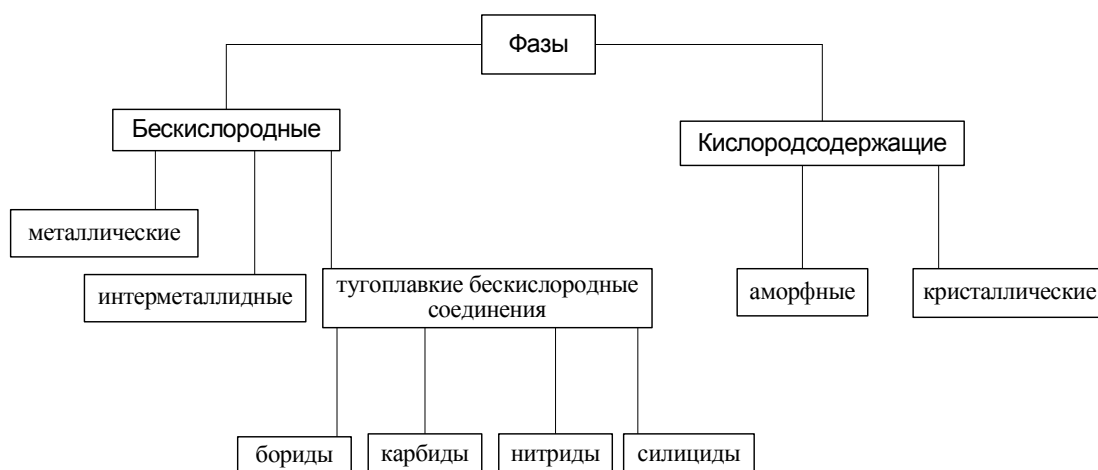 Фазы
Бескислородные
Кислородсодержащие
металлические
интерметаллидные
тугоплавкие бескислородные
соединения
аморфные
кристаллические
бориды
карбиды
нитриды
силициды